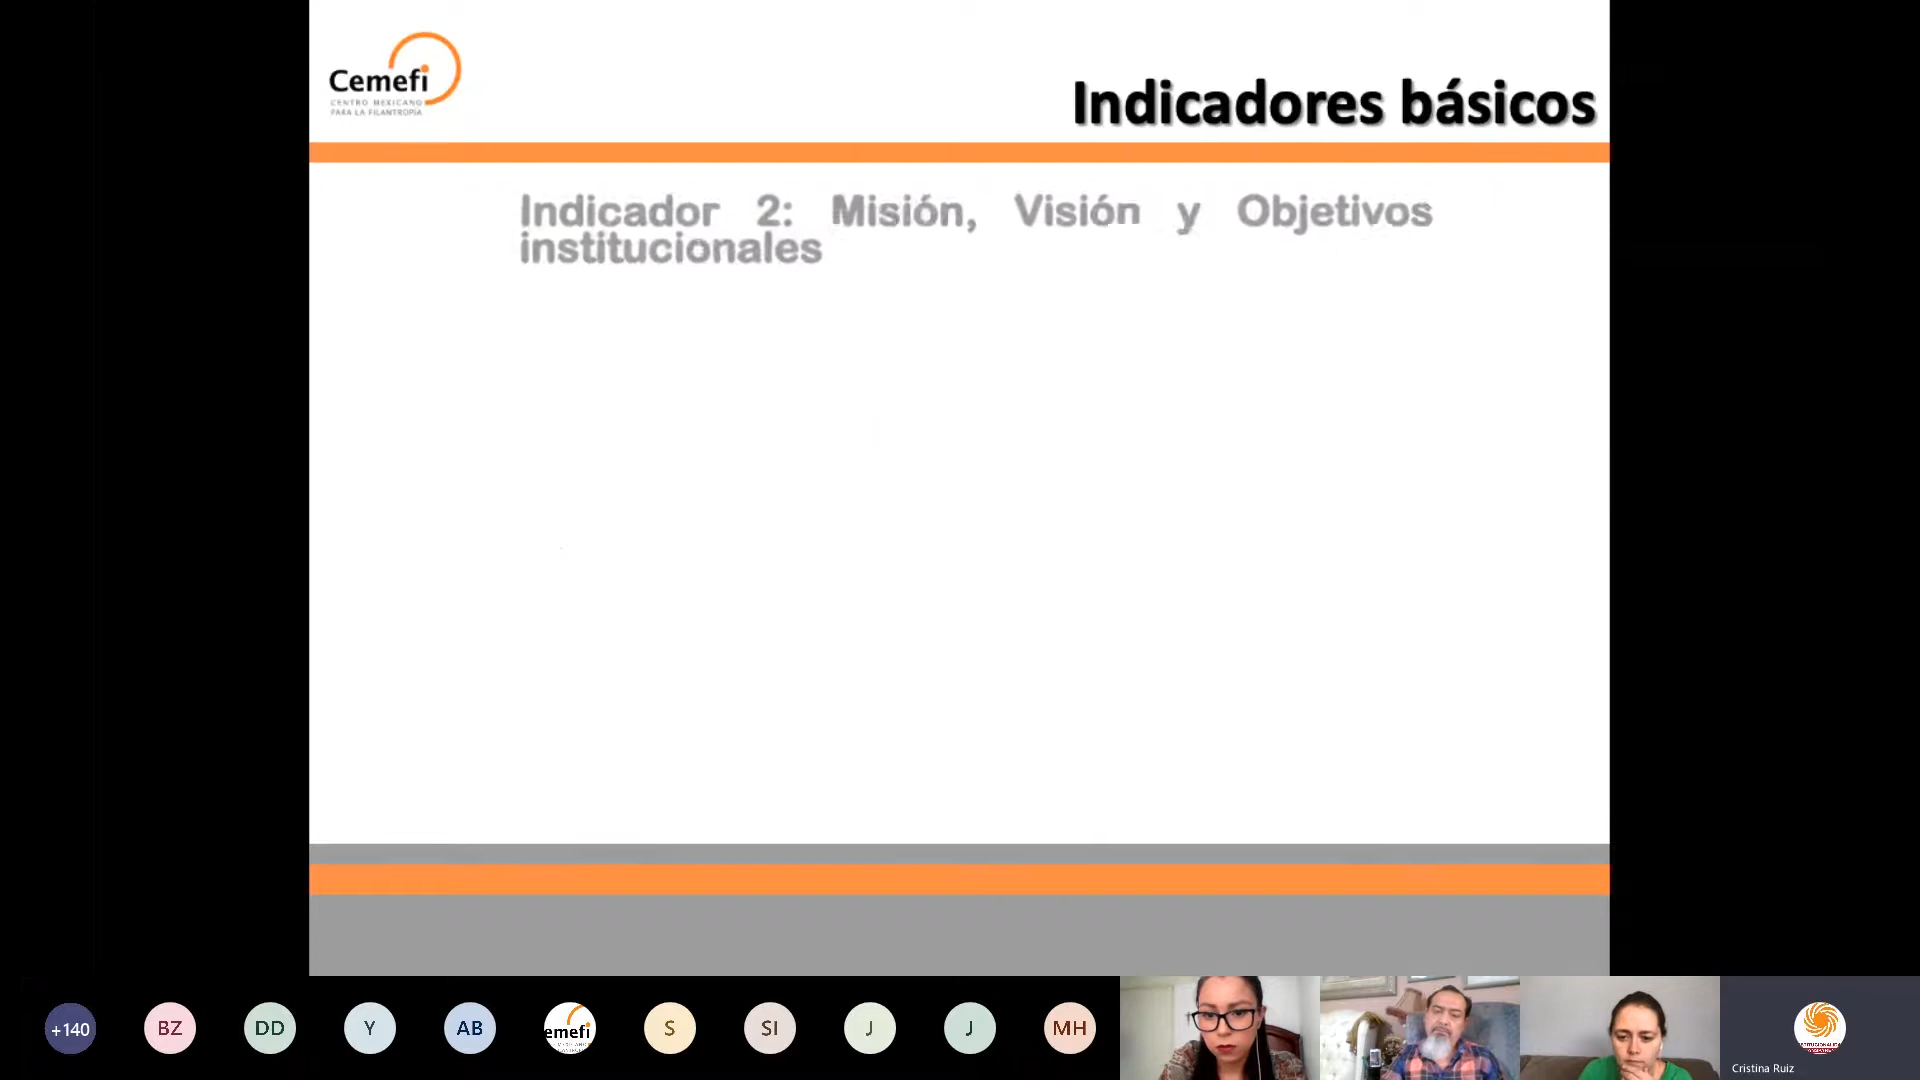 Cemefi
CENTRO MEXICANO
PARA LA FILANTROPÍA
Indicadores básicos
Indicador 2: Misión, Visión y Objetivos
institucionales
+140
BZ
DD
Y
AB
emefi
S
SI
J
J
MH
Cristina Ruiz